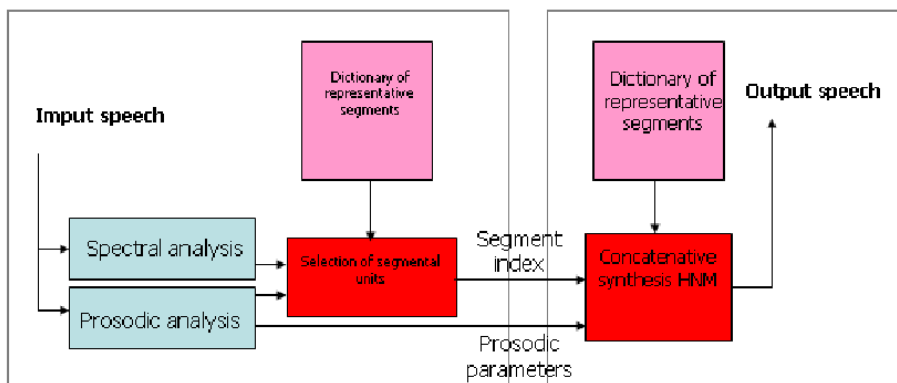 Imput speech
Dictionary of
representative
segments
Spectral analysis
Prosodic analysis
Selection of segmental
units
Segment
index
Prosodic
parameters
Dictionary of
representative
segments
Concatenative
synthesis HNM
Output speech